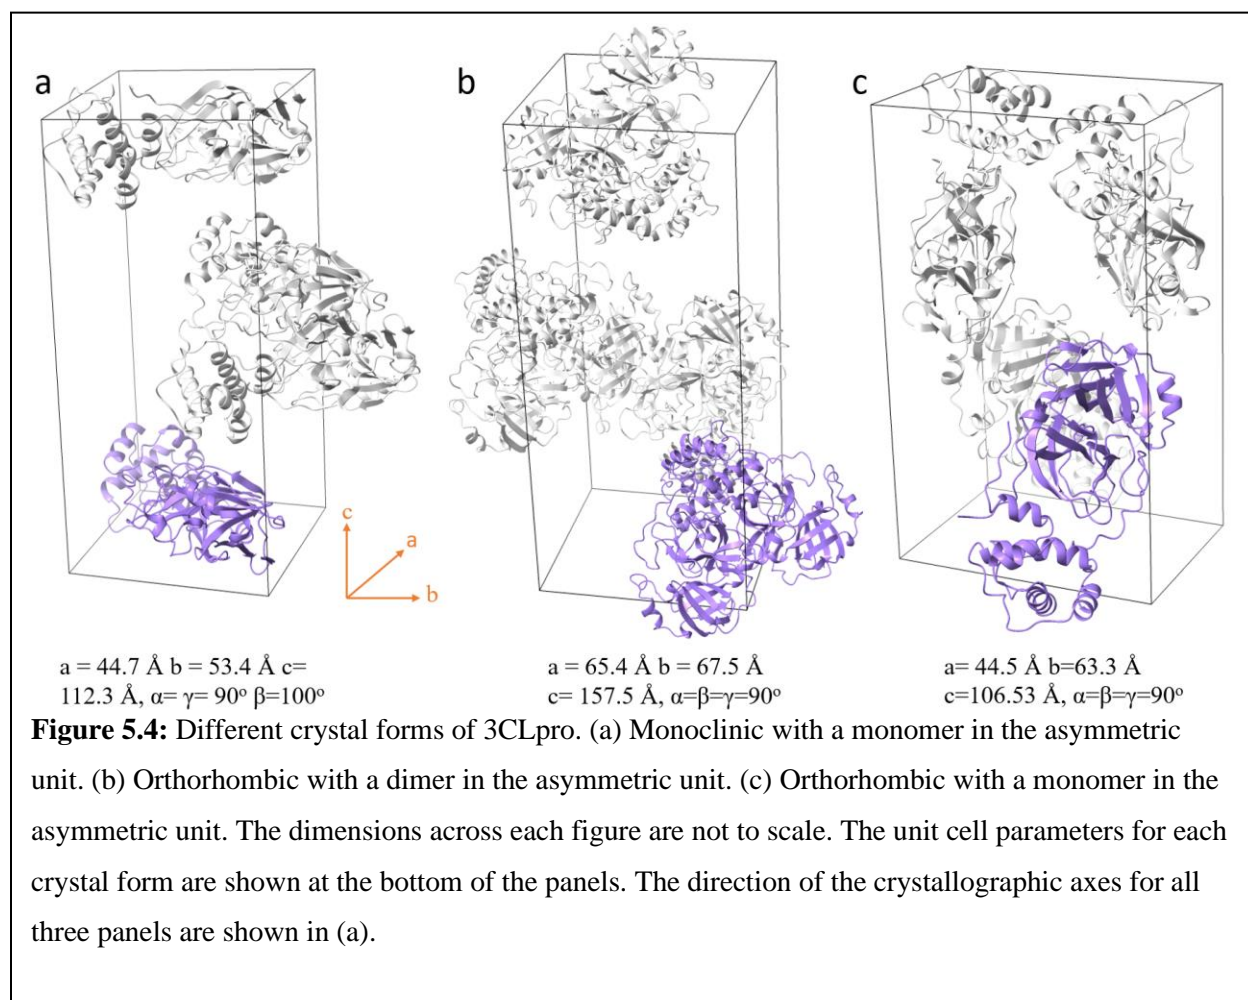 a
b
c
c
a
b
a = 44.7 Å b = 53.4 Å c=
112.3 Å, α= γ= 90º β=100º
a = 65.4 Å b = 67.5 Å
c= 157.5 Å, α=β=γ=90º
a= 44.5 Å b=63.3 Å
c=106.53 Å, α=β=γ=90º
Figure 5.4: Different crystal forms of 3CLpro. (a) Monoclinic with a monomer in the asymmetric
unit. (b) Orthorhombic with a dimer in the asymmetric unit. (c) Orthorhombic with a monomer in the
asymmetric unit. The dimensions across each figure are not to scale. The unit cell parameters for each
crystal form are shown at the bottom of the panels. The direction of the crystallographic axes for all
three panels are shown in (a).